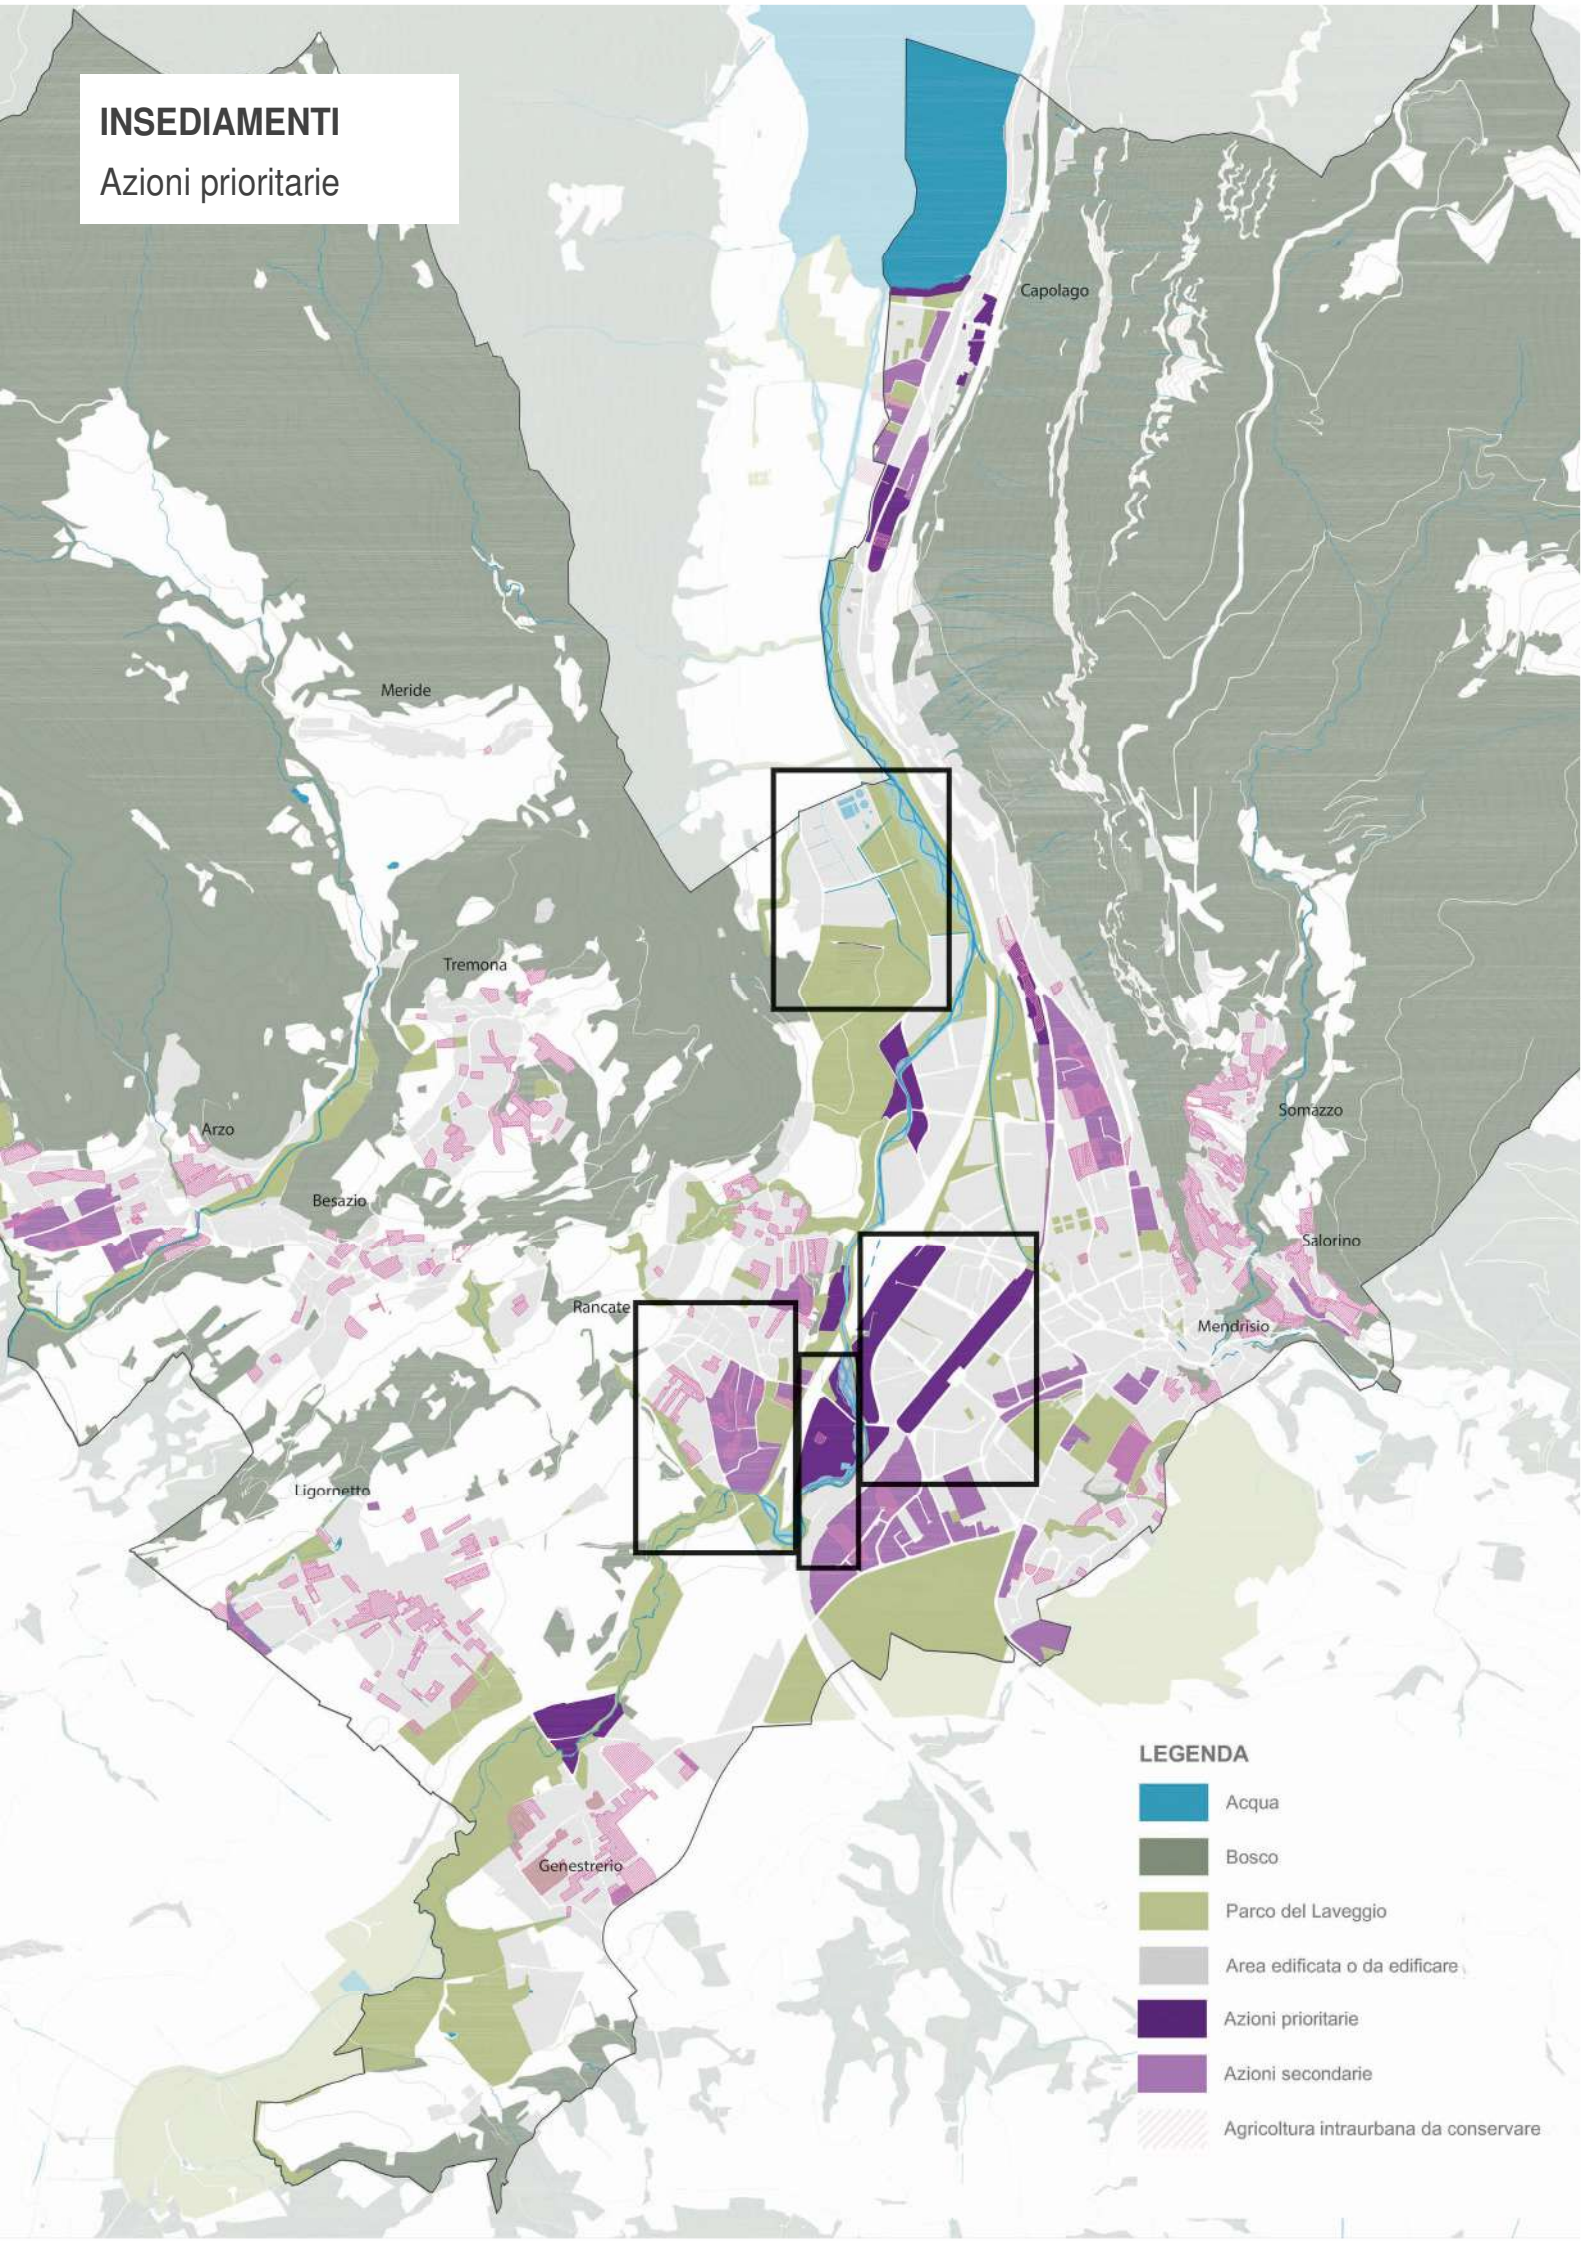 INSEDIAMENTI
Azioni prioritarie
Capolago
Meride
Tremona
Arzo
Somazzo
Besazio
Salorino
Rancate
Mendrisio
Ligornetto
Genestrerio
LEGENDA
Acqua
Bosco
Parco del Laveggio
Area edificata o da edificare
Azioni prioritarie
Azioni secondarie
Agricoltura intraurbana da conservare